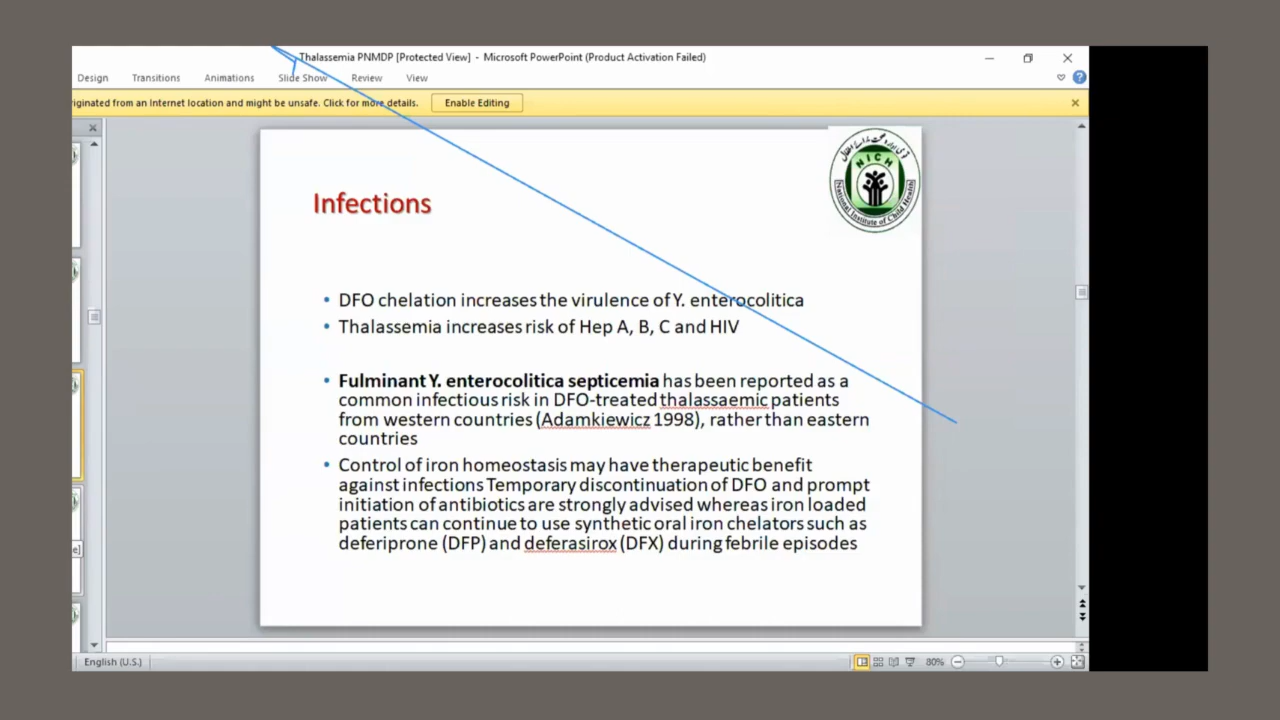 Thalassemia PNMDP [Protected View] - Microsoft PowerPoint (Product Activation Failed)
Design Transitions Animations Slide Show Review View
iginated from an Internet location and might be unsafe. Click for more details. Enable Editing
NICH
National Institute of Child Health
Infections
• DFO chelation increases the virulence of Y. enterocolitica
• Thalassemia increases risk of Hep A, B, C and HIV
• Fulminant Y. enterocolitica septicemia has been reported as a
common infectious risk in DFO-treated thalassaemic patients
from western countries (Adamkiewicz 1998), rather than eastern
countries
• Control of iron homeostasis may have therapeutic benefit
against infections Temporary discontinuation of DFO and prompt
initiation of antibiotics are strongly advised whereas iron loaded
patients can continue to use synthetic oral iron chelators such as
deferiprone (DFP) and deferasirox (DFX) during febrile episodes
English (U.S.) 80%